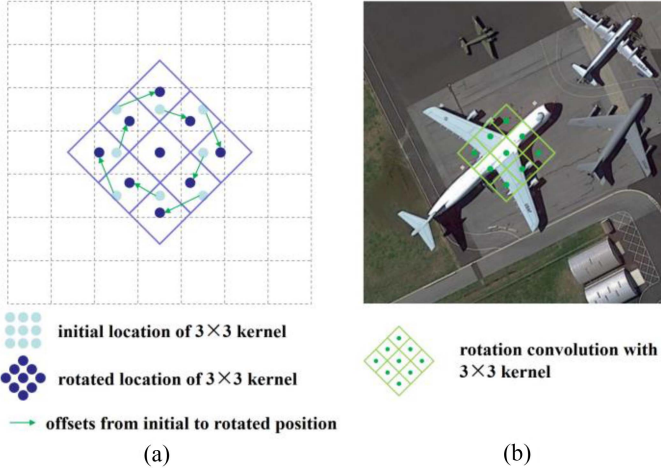 initial location of 3×3 kernel
rotated location of 3×3 kernel
offsets from initial to rotated position
(a)
rotation convolution with
3×3 kernel
(b)